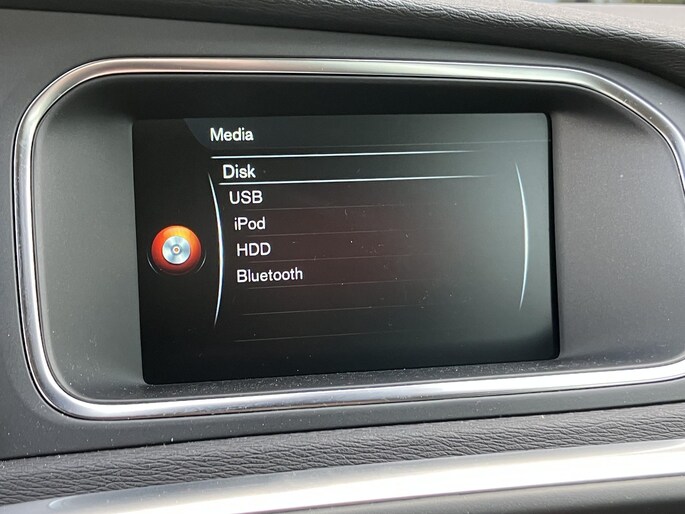 Media
Disk
USB
iPod
HDD
Bluetooth